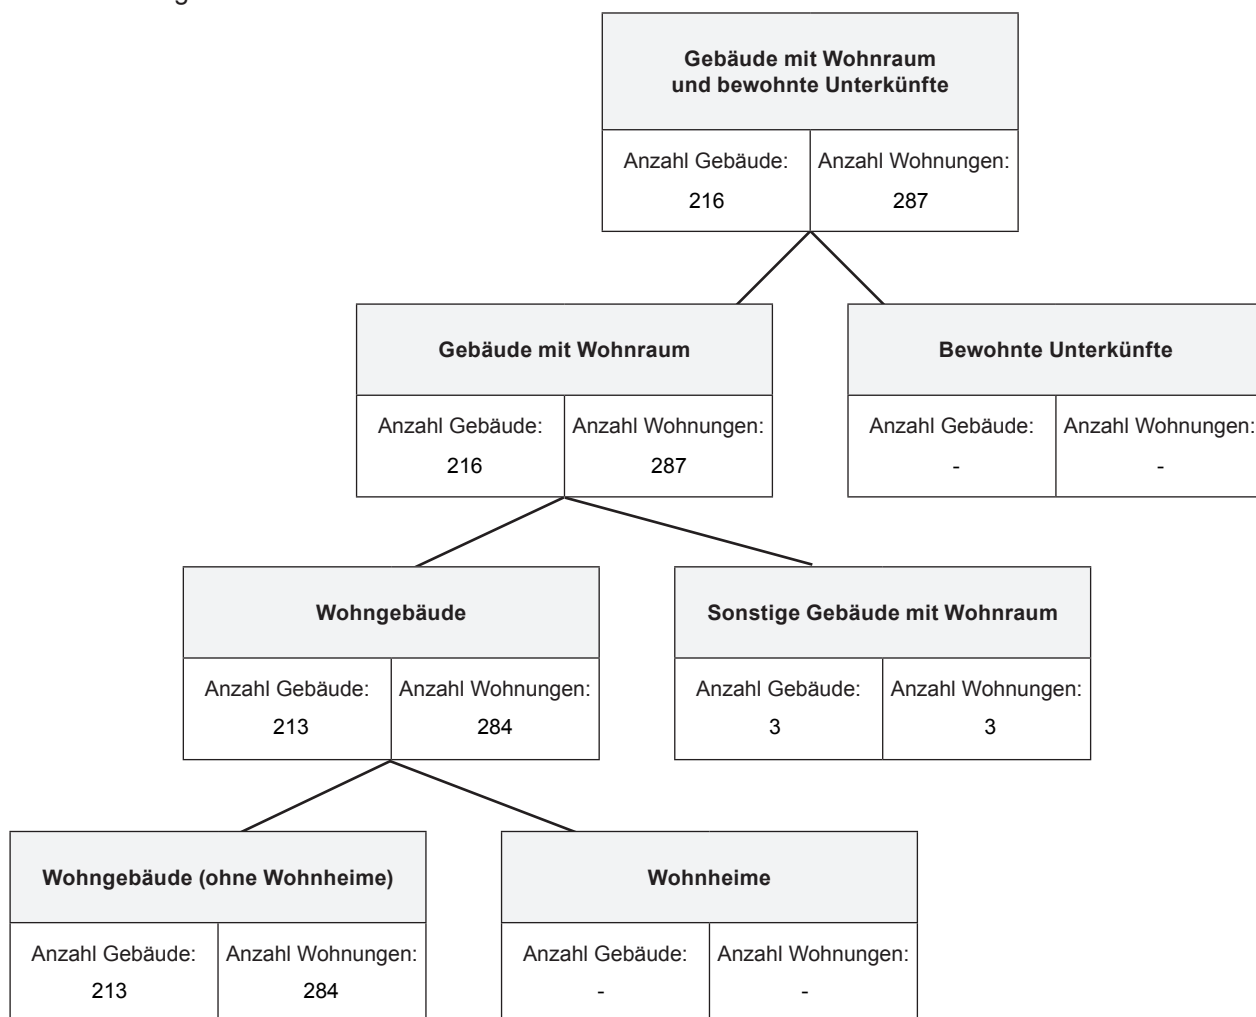 Gebäude mit Wohnraum
und bewohnte Unterkünfte
Anzahl Gebäude: Anzahl Wohnungen:
216 287
Gebäude mit Wohnraum
Bewohnte Unterkünfte
Anzahl Gebäude: Anzahl Wohnungen:
216 287
Anzahl Gebäude: Anzahl Wohnungen:
- -
Wohngebäude
Sonstige Gebäude mit Wohnraum
Anzahl Gebäude: Anzahl Wohnungen:
213 284
Anzahl Gebäude: Anzahl Wohnungen:
3 3
Wohngebäude (ohne Wohnheime)
Wohnheime
Anzahl Gebäude: Anzahl Wohnungen:
213 284
Anzahl Gebäude: Anzahl Wohnungen:
- -